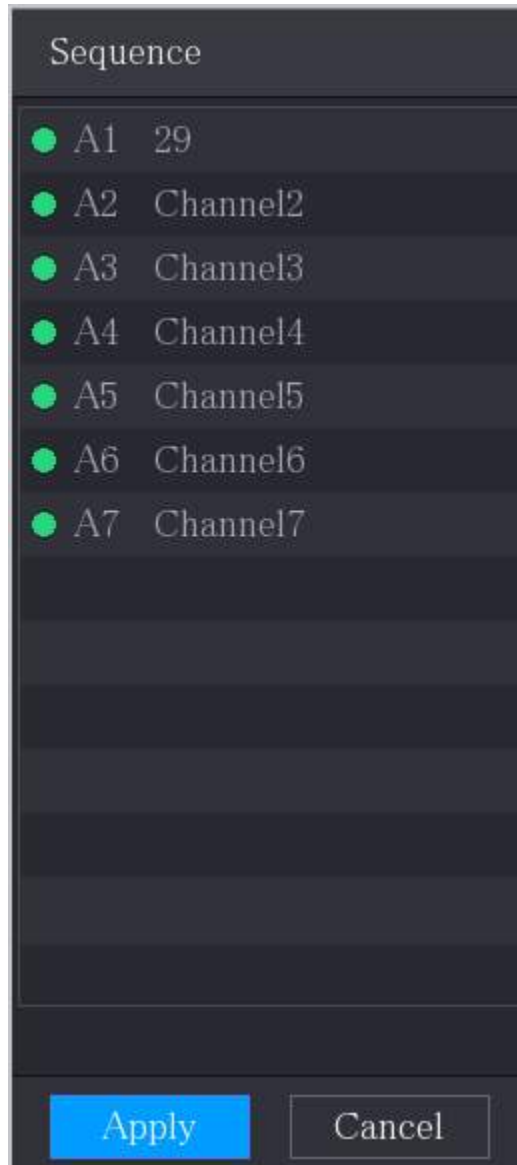 Sequence
A1 29
A2 Channel2
A3 Channel3
A4 Channel4
A5 Channel5
A6 Channel6
A7 Channel7
Apply Cancel